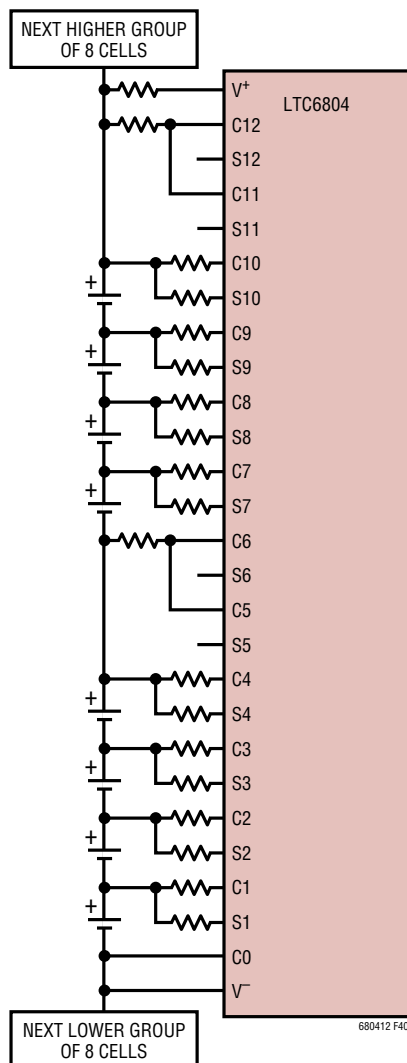 NEXT HIGHER GROUP
OF 8 CELLS
LTC6804
V+
C12
S12
C11
S11
C10
+
S10
C9
+
S9
C8
+
S8
C7
+
S7
C6
S6
C5
S5
C4
+
S4
C3
+
S3
C2
+
S2
C1
+
S1
C0
V−
680412 F40
NEXT LOWER GROUP
OF 8 CELLS